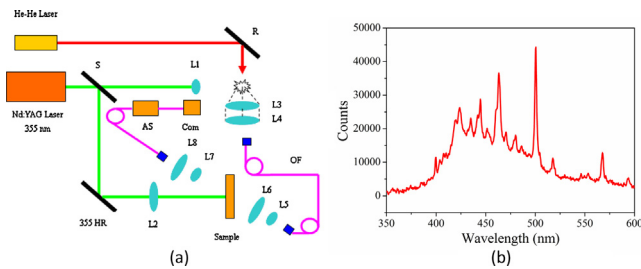 He-He Laser
R
S
L1
Nd:YAG Laser
355 nm
AS
Com
L3
L4
L8
L7
OF
L6
L5
355 HR
L2
Sample
(a)
50000
40000
30000
20000
10000
0
Counts
350
400
450
500
550
600
Wavelength (nm)
(b)